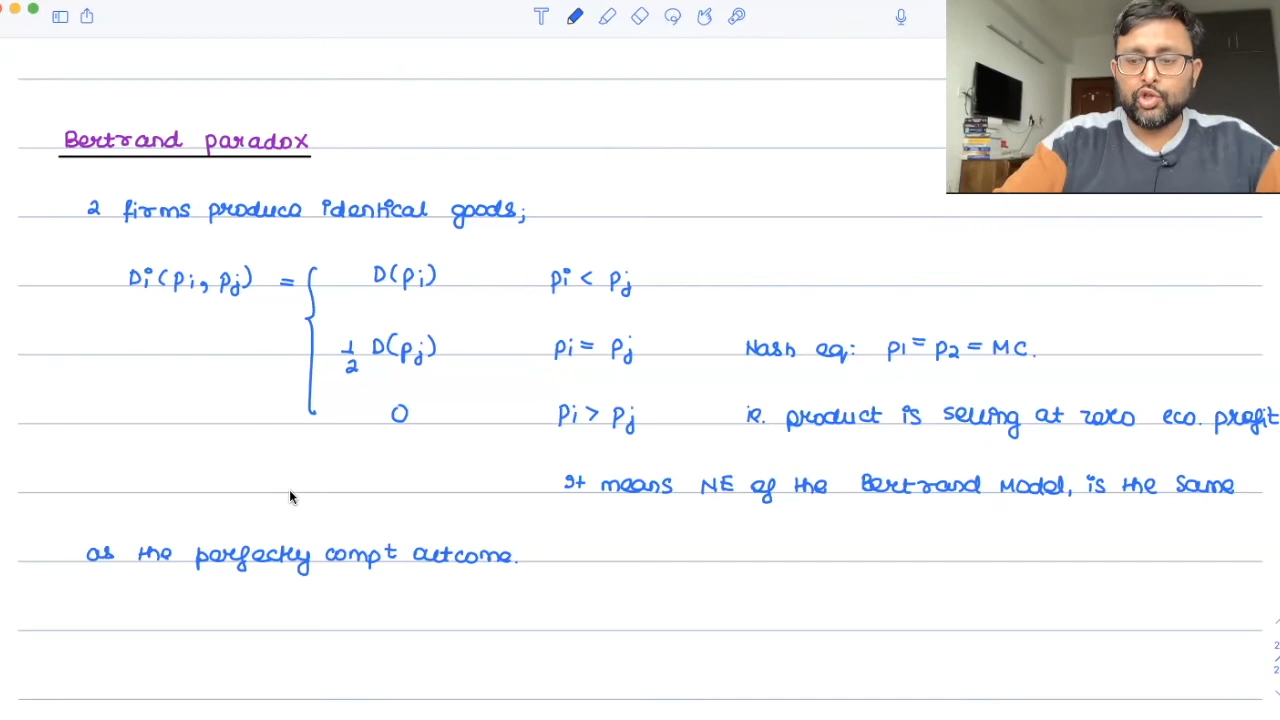 Bertrand paradox
2 firms produce identical goods;
Di(pi, pj) = { D(pi) pi < pj
1/2 D(pj) pi = pj Nash eq: p1 = p2 = MC.
0 pi > pj ie. product is selling at zero eco. profit
It means NE of the Bertrand Model, is the same
as the perfectly compt outcome.